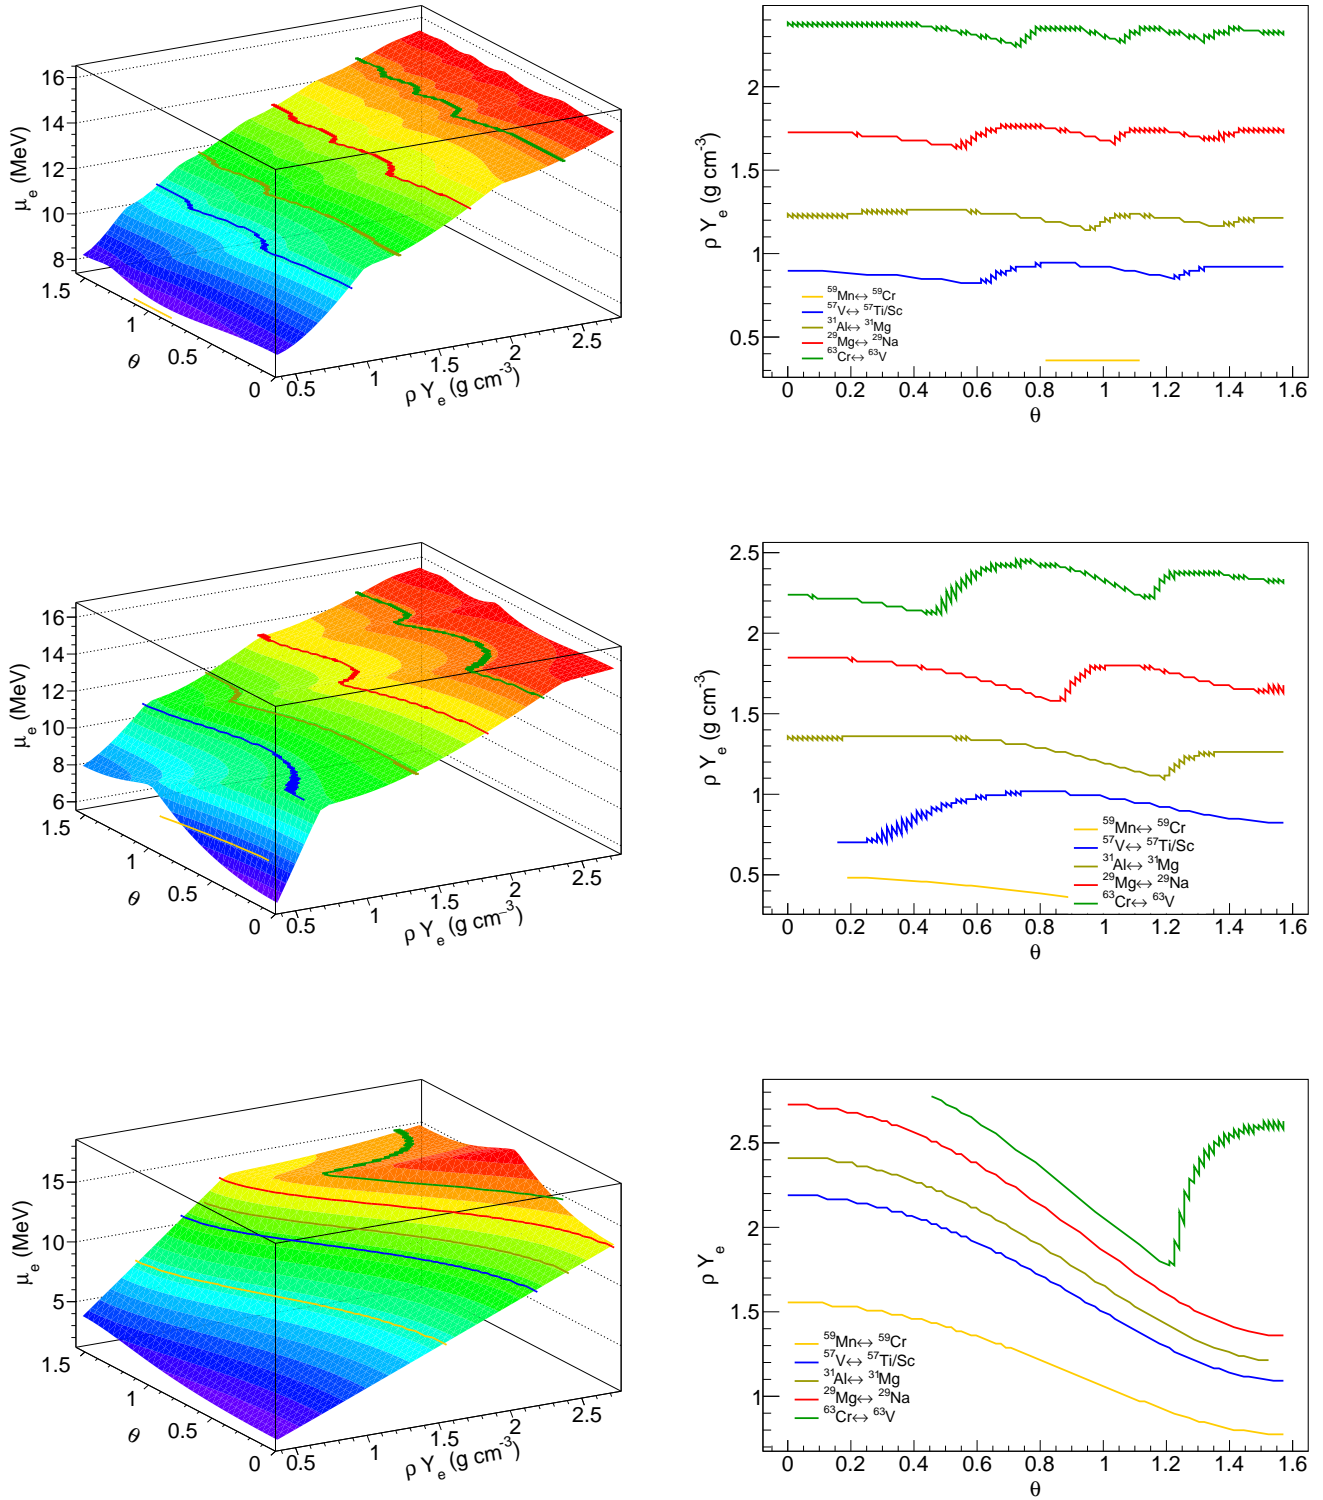 μe (MeV)
16
14
12
10
8
1.5
1
0.5
0
θ
0.5
1
1.5
2
2.5
ρ Ye (g cm-3)
ρ Ye (g cm-3)
2
1.5
1
0.5
59Mn↔ 59Cr
57V↔ 57Ti/Sc
31Al↔ 31Mg
29Mg↔ 29Na
63Cr↔ 63V
0 0.2 0.4 0.6 0.8 1 1.2 1.4 1.6
θ
μe (MeV)
16
14
12
10
8
6
1.5
1
0.5
0
θ
0.5
1
1.5
2
2.5
ρ Ye (g cm-3)
ρ Ye (g cm-3)
2.5
2
1.5
1
0.5
59Mn↔ 59Cr
57V↔ 57Ti/Sc
31Al↔ 31Mg
29Mg↔ 29Na
63Cr↔ 63V
0 0.2 0.4 0.6 0.8 1 1.2 1.4 1.6
θ
μe (MeV)
15
10
5
1.5
1
0.5
0
θ
0.5
1
1.5
2
2.5
ρ Ye (g cm-3)
ρ Ye
2.5
2
1.5
1
59Mn↔ 59Cr
57V↔ 57Ti/Sc
31Al↔ 31Mg
29Mg↔ 29Na
63Cr↔ 63V
0 0.2 0.4 0.6 0.8 1 1.2 1.4 1.6
θ